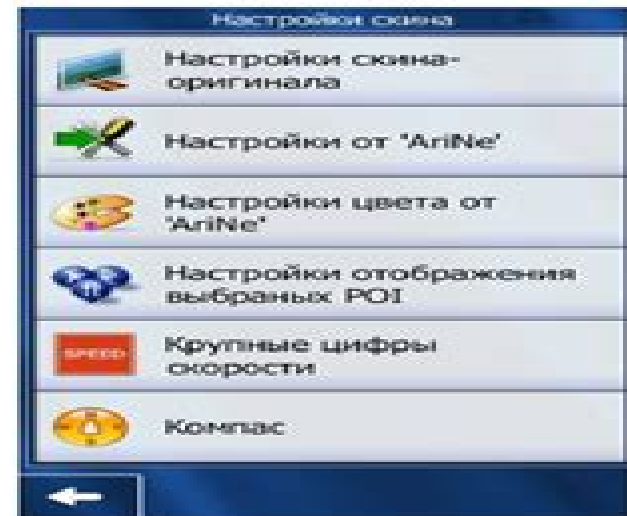 Настройки скина
Настройки скина-
оригинала
Настройки от 'AriNe'
Настройки цвета от
'AriNe'
Настройки отображения
выбраных POI
SPEED
Крупные цифры
скорости
Компас